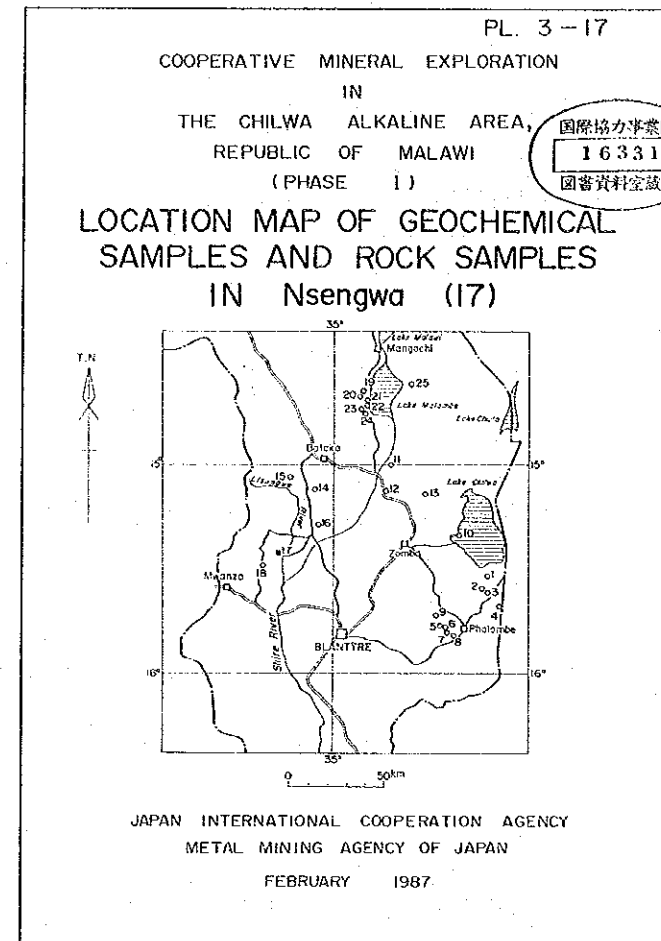 PL. 3-17
COOPERATIVE MINERAL EXPLORATION
IN
THE CHILWA ALKALINE AREA,
REPUBLIC OF MALAWI
(PHASE I)
国際協力事業
16331
図書資料室蔵
LOCATION MAP OF GEOCHEMICAL
SAMPLES AND ROCK SAMPLES
IN Nsengwa (17)
T.N
35°
Lake Malawi
Mangochi
19
25
20
21
22
23
24
Lake Malombe
Lake Chiuta
Balaka
15°
11
15°
15
Lisungwe
14
12
13
Lake Chilwa
River
16
10
17
Zomba
18
1
Mwanza
2
3
4
9
5
6
Phalombe
7
8
BLANTYRE
Shire River
16°
16°
35°
0
50km
JAPAN INTERNATIONAL COOPERATION AGENCY
METAL MINING AGENCY OF JAPAN
FEBRUARY 1987